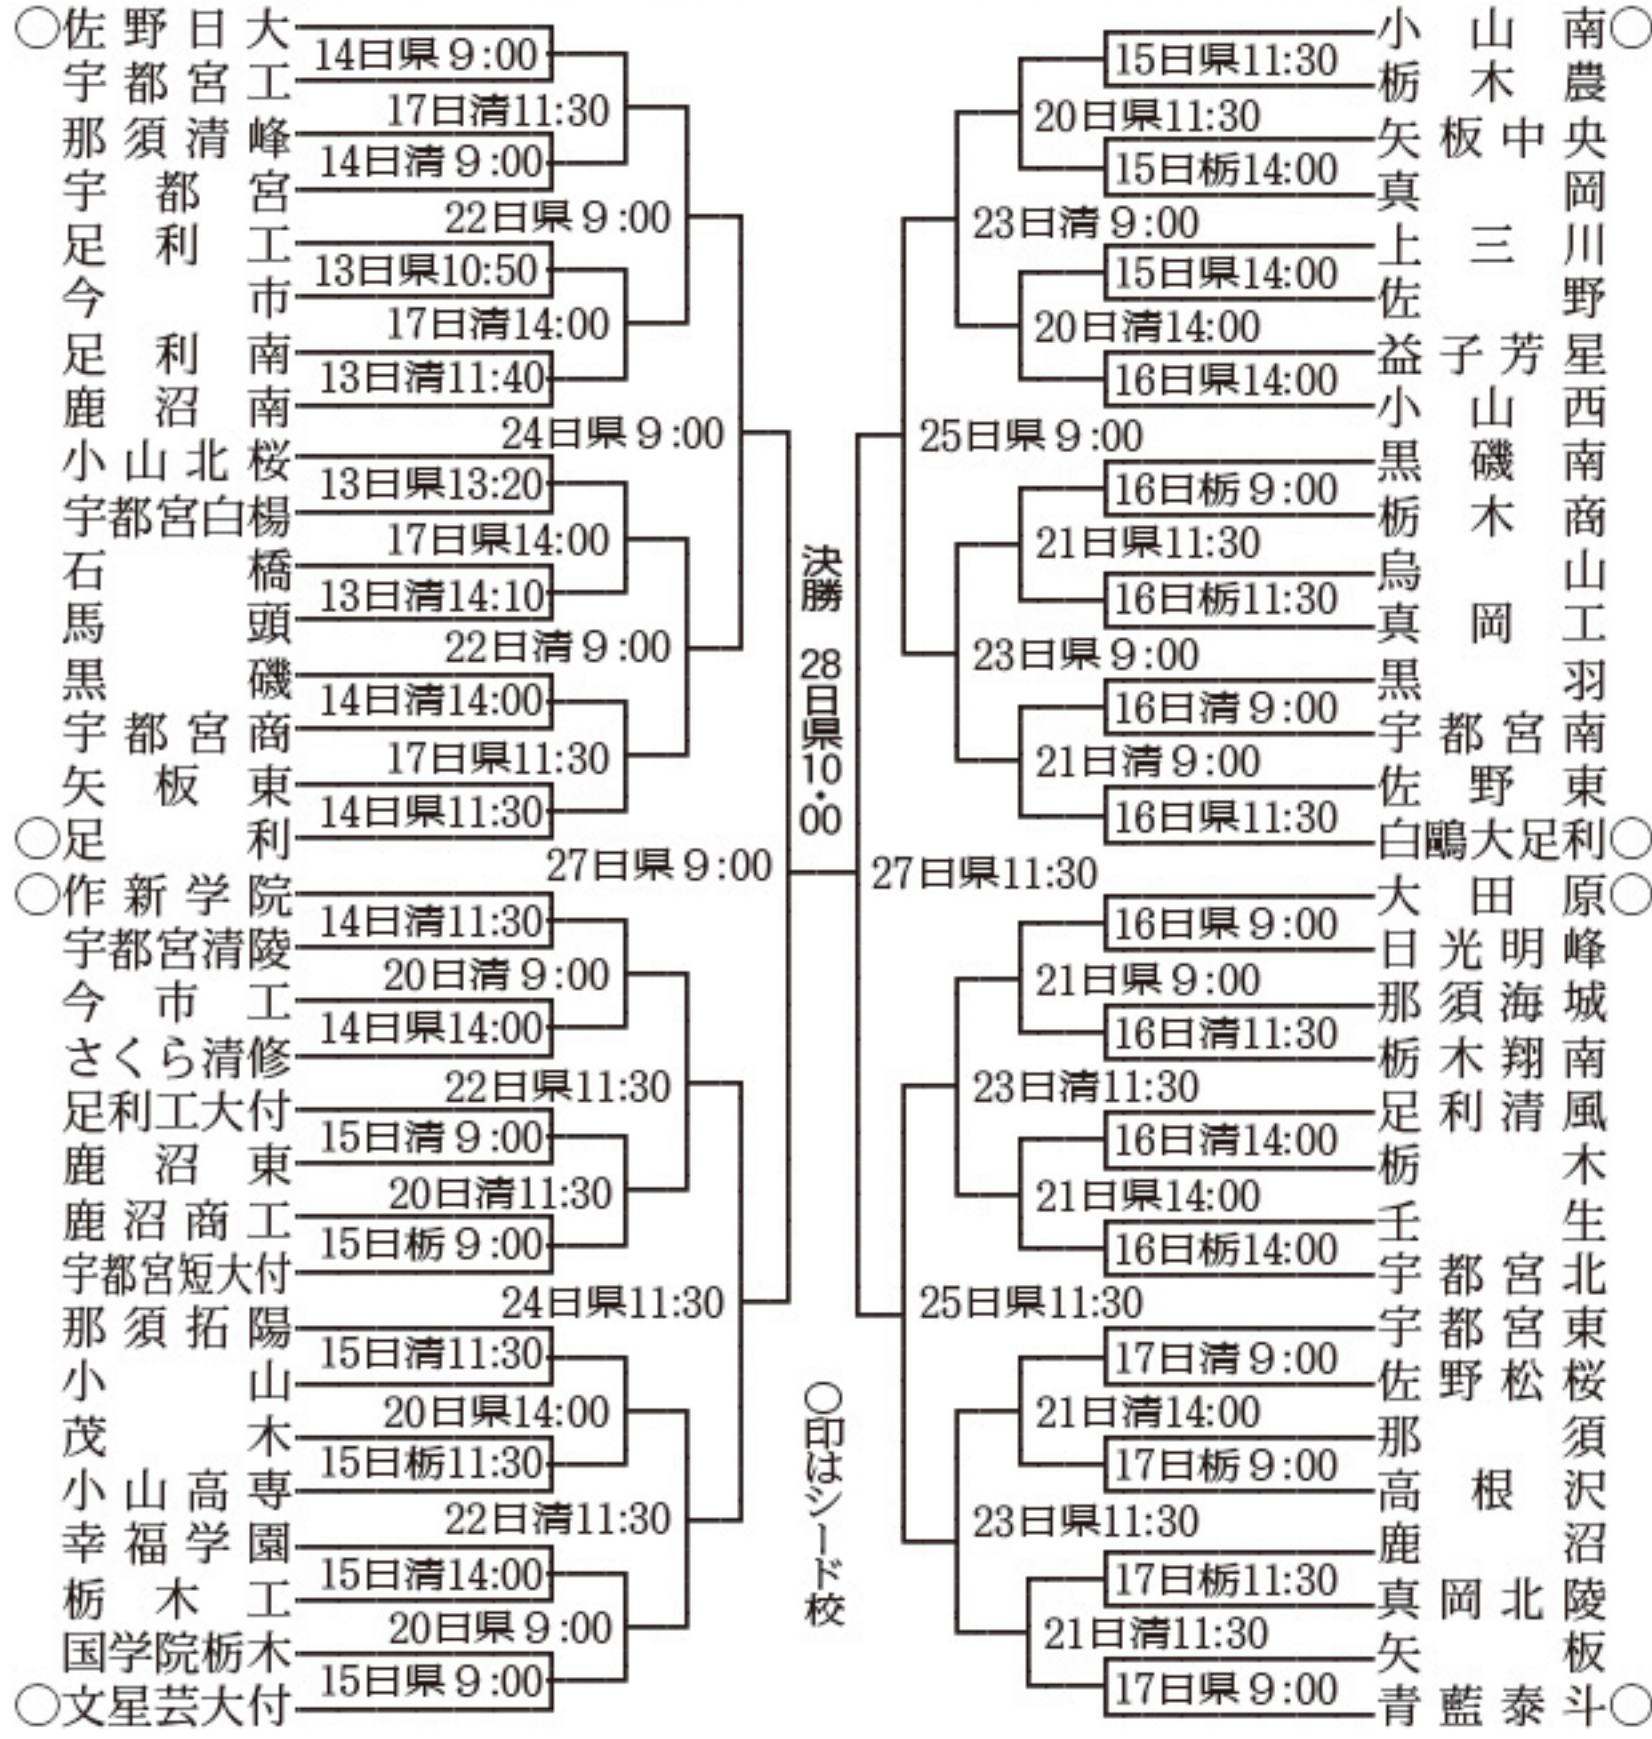 ○佐野日大
14日県9:00
宇都宮工
17日清11:30
那須清峰
14日清9:00
宇都宮
22日県9:00
足利工
13日県10:50
今市
17日清14:00
足利南
13日清11:40
鹿沼南
24日県9:00
小山北桜
13日県13:20
宇都宮白楊
17日県14:00
石橋
13日清14:10
馬頭
22日清9:00
黒磯
14日清14:00
宇都宮商
17日県11:30
矢板東
14日県11:30
○足利
27日県9:00
○作新学院
14日清11:30
宇都宮清陵
20日清9:00
今市工
14日県14:00
さくら清修
22日県11:30
足利工大付
15日清9:00
鹿沼東
20日清11:30
鹿沼商工
15日栃9:00
宇都宮短大付
24日県11:30
那須拓陽
15日清11:30
小山
20日県14:00
茂木
15日栃11:30
小山高専
22日清11:30
幸福学園
15日清14:00
栃木工
20日県9:00
国学院栃木
15日県9:00
○文星芸大付
決勝 28日県10・00
○印はシード校
小山南○
15日県11:30
栃木農
20日県11:30
矢板中央
15日栃14:00
真岡
23日清9:00
上三川
15日県14:00
佐野
20日清14:00
益子芳星
16日県14:00
小山西
25日県9:00
黒磯南
16日栃9:00
栃木商
21日県11:30
烏山
16日栃11:30
真岡工
23日県9:00
黒羽
16日清9:00
宇都宮南
21日清9:00
佐野東
16日県11:30
白鷗大足利○
27日県11:30
大田原○
16日県9:00
日光明峰
21日県9:00
那須海城
16日清11:30
栃木翔南
23日清11:30
足利清風
16日清14:00
栃木
21日県14:00
壬生
16日栃14:00
宇都宮北
25日県11:30
宇都宮東
17日清9:00
佐野松桜
21日清14:00
那須
17日栃9:00
高根沢
23日県11:30
鹿沼
17日栃11:30
真岡北陵
21日清11:30
矢板
17日県9:00
青藍泰斗○